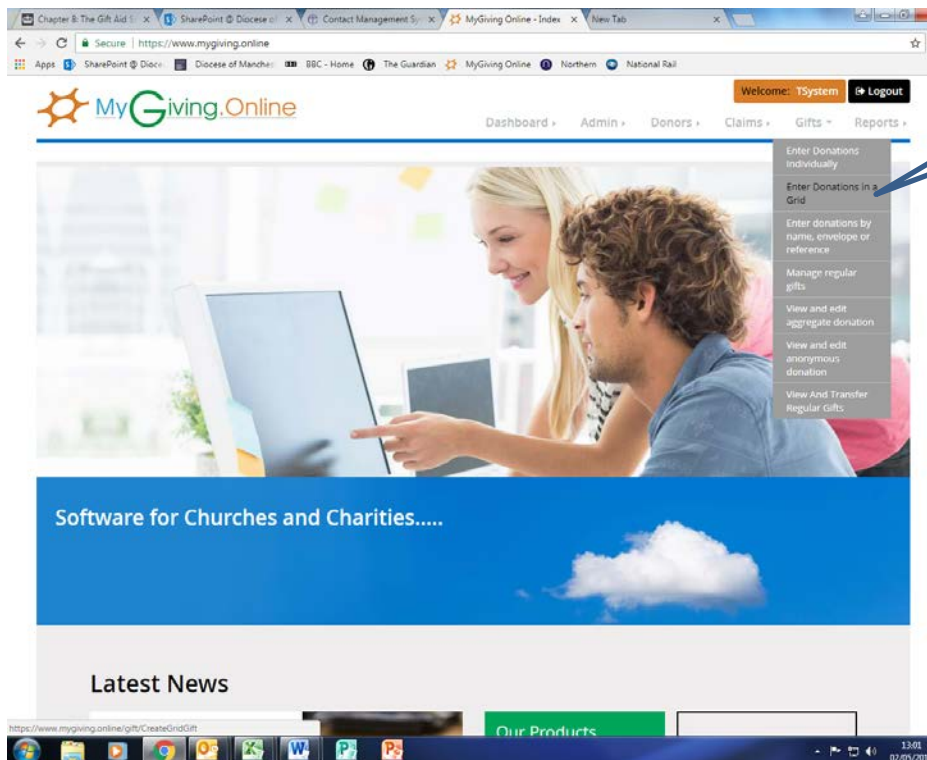 Chapter 8: The Gift Aid
SharePoint @ Diocese of
Contact Management Sy
MyGiving Online - Index
New Tab
Secure | https://www.mygiving.online
Apps
SharePoint @ Dioce
Diocese of Manches
BBC - Home
The Guardian
MyGiving Online
Northern
National Rail
MyGiving.Online
Welcome: TSystem
Logout
Dashboard
Admin
Donors
Claims
Gifts
Reports
Enter Donations
Individually
Enter Donations in a
Grid
Enter donations by
name, envelope or
reference
Manage regular
gifts
View and edit
aggregate donation
View and edit
anonymous
donation
View And Transfer
Regular Gifts
Software for Churches and Charities.....
Latest News
Our Products
https://www.mygiving.online/gift/CreateGridGift
13:01
02/05/201